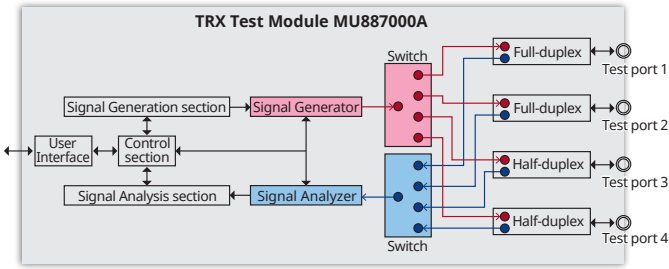 TRX Test Module MU887000A
Switch
Full-duplex
Test port 1
Signal Generation section
Signal Generator
Full-duplex
Test port 2
User
Interface
Control
section
Half-duplex
Test port 3
Signal Analysis section
Signal Analyzer
Half-duplex
Test port 4
Switch